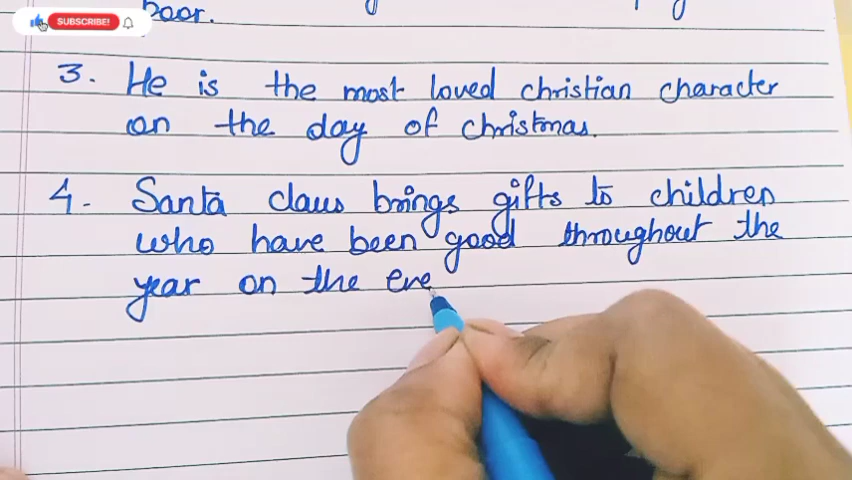 SUBSCRIBE!
poor.
3. He is the most loved christian character
on the day of christmas.
4. Santa claus brings gifts to children
who have been good throughout the
year on the eve